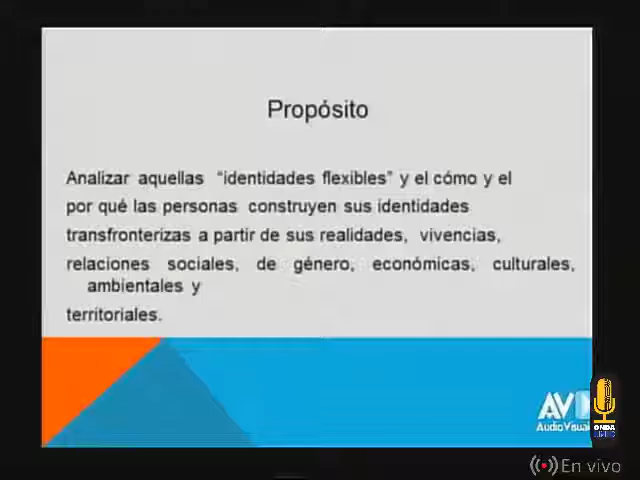 Propósito
Analizar aquellas “identidades flexibles” y el cómo y el
por qué las personas construyen sus identidades
transfronterizas a partir de sus realidades, vivencias,
relaciones sociales, de género, económicas, culturales,
ambientales y
territoriales.
AV
AudioVisual
ONDA
En vivo